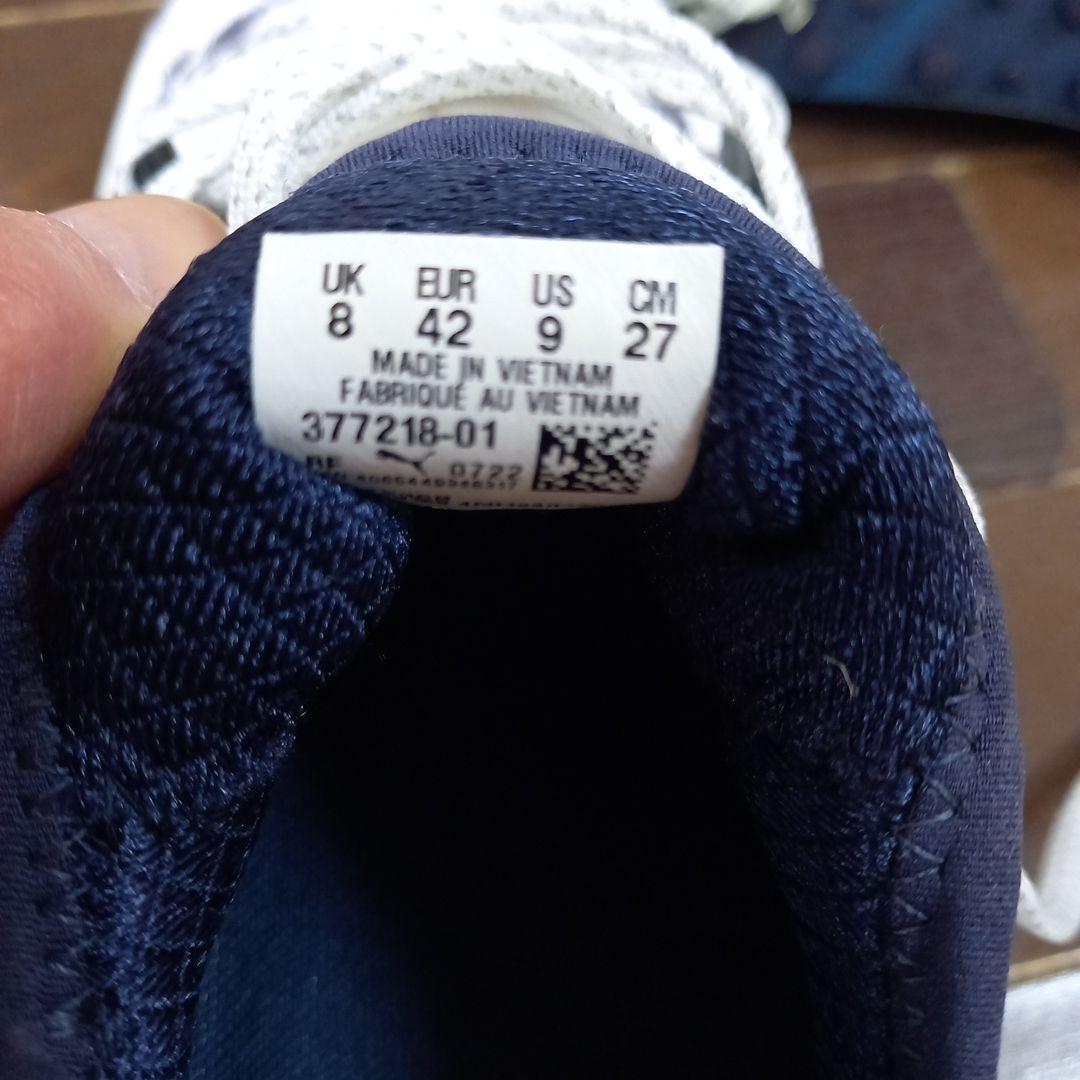 UK EUR US CM
8 42 9 27
MADE IN VIETNAM
FABRIQUÉ AU VIETNAM
377218-01
0722